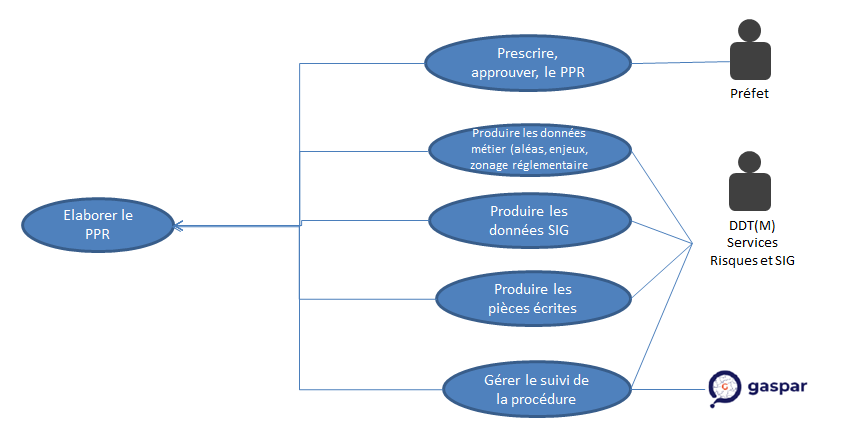 Prescrire,
approuver, le PPR
Préfet
Produire les données
métier (aléas, enjeux,
zonage réglementaire
Elaborer le
PPR
Produire les
données SIG
DDT(M)
Services
Risques et SIG
Produire les
pièces écrites
Gérer le suivi de
la procédure
G
gaspar